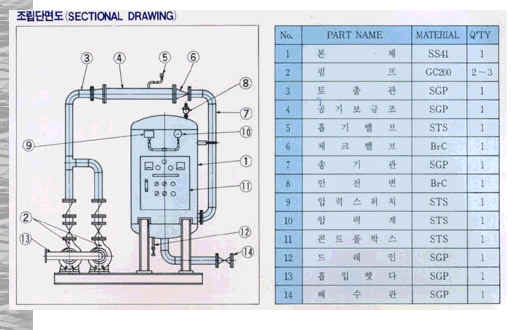 조립단면도(SECTIONAL DRAWING)
③ ④ ⑤ ⑥
⑧
⑦
⑨ ⑩
①
⑪
②
⑬ ⑫
⑭
No. PART NAME MATERIAL Q'TY
1 본 체 SS41 1
2 펌 프 GC200 2~3
3 토 출 관 SGP 1
4 공 기 보 급 조 SGP 1
5 흡 기 밸 브 STS 1
6 체 크 밸 브 BrC 1
7 송 기 관 SGP 1
8 안 전 변 BrC 1
9 압 력 스 위 치 STS 1
10 압 력 계 STS 1
11 콘 트 롤 박 스 STS 1
12 드 레 인 SGP 1
13 흡 입 헷 다 SGP 1
14 배 수 관 SGP 1